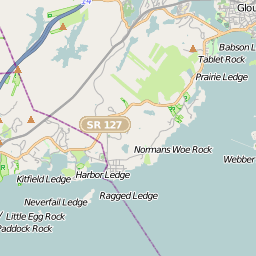 24
Glou
Babson L
Tablet Rock
Prairie Ledge
SR 127
Normans Woe Rock
Webber
Harbor Ledge
Kitfield Ledge
Ragged Ledge
Neverfail Ledge
Little Egg Rock
Paddock Rock